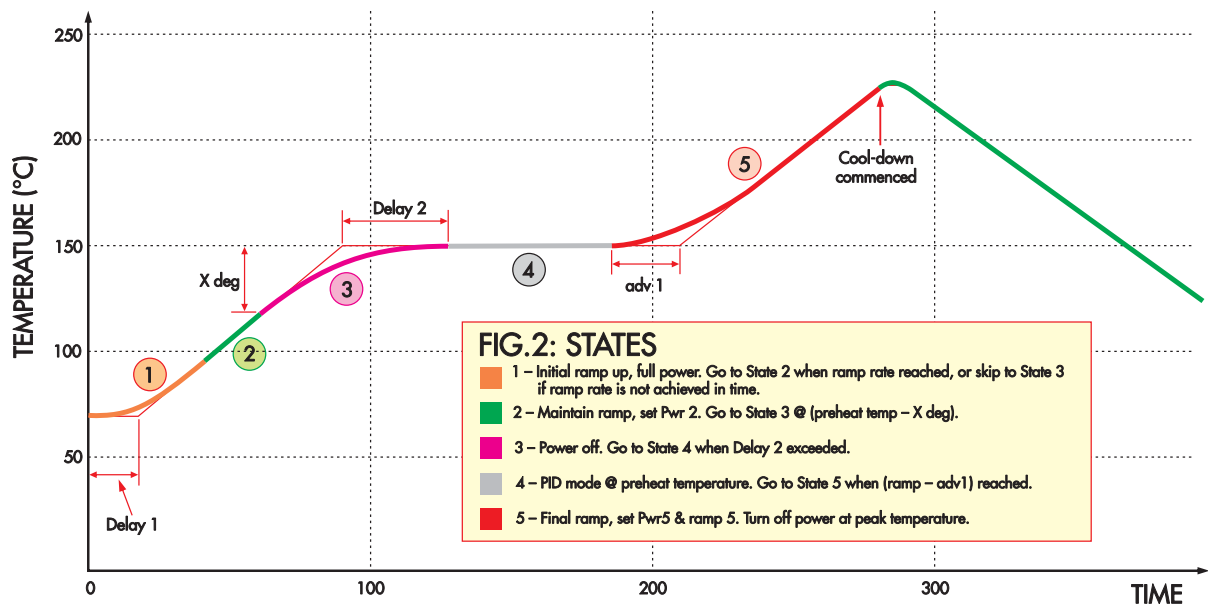 250
200
150
100
50
TEMPERATURE (°C)
Delay 2
X deg
adv 1
Delay 1
1
2
3
4
5
Cool-down
commenced
FIG.2: STATES
1 – Initial ramp up, full power. Go to State 2 when ramp rate reached, or skip to State 3
if ramp rate is not achieved in time.
2 – Maintain ramp, set Pwr 2. Go to State 3 @ (preheat temp – X deg).
3 – Power off. Go to State 4 when Delay 2 exceeded.
4 – PID mode @ preheat temperature. Go to State 5 when (ramp – adv1) reached.
5 – Final ramp, set Pwr5 & ramp 5. Turn off power at peak temperature.
0
100
200
300
TIME